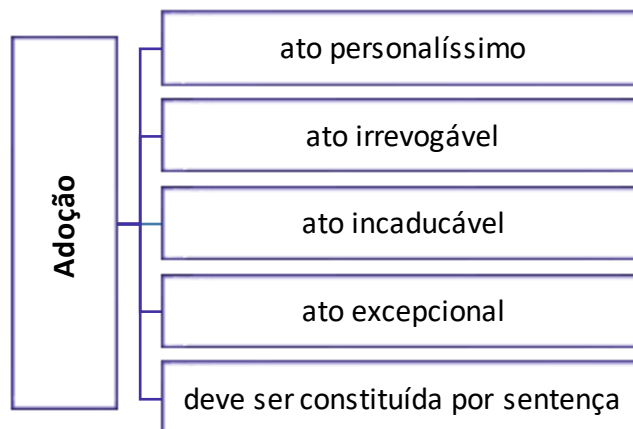 Adoção
ato personalíssimo
ato irrevogável
ato incaducável
ato excepcional
deve ser constituída por sentença